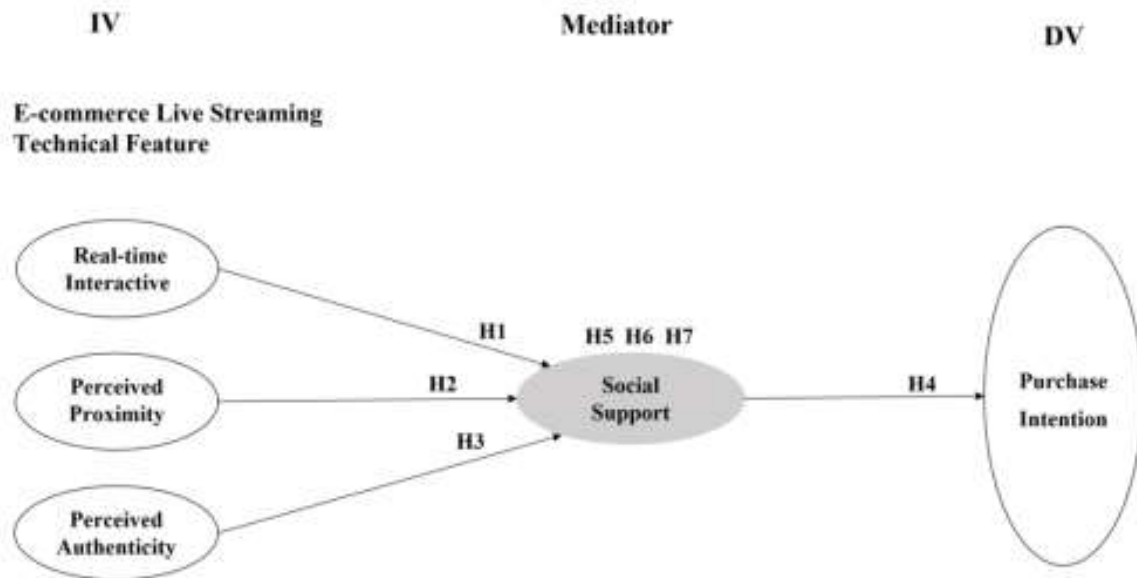 IV
Mediator
DV
E-commerce Live Streaming
Technical Feature
Real-time
Interactive
H1
H5 H6 H7
Perceived
Proximity
H2
Social
Support
H4
Purchase
Intention
H3
Perceived
Authenticity